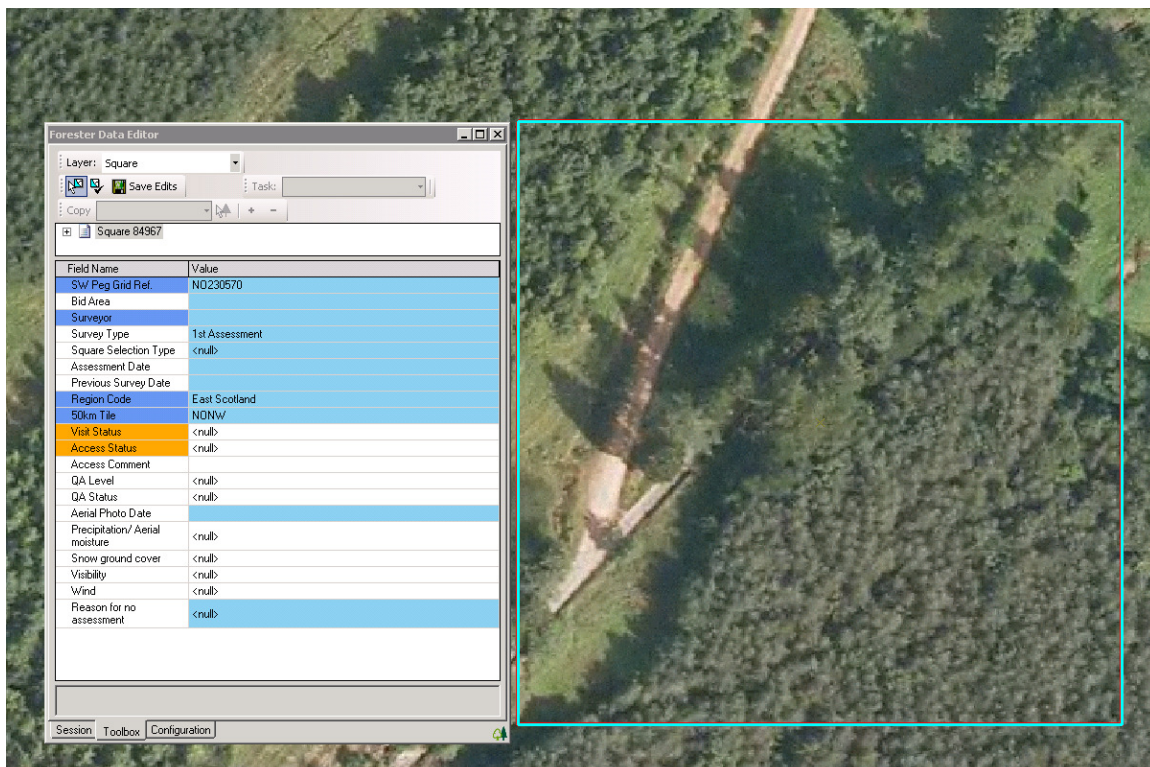 Forester Data Editor
Layer: Square
Save Edits Task:
Copy
Square 84967
Field Name Value
SW Peg Grid Ref. NO230570
Bid Area
Surveyor
Survey Type 1st Assessment
Square Selection Type <null>
Assessment Date
Previous Survey Date
Region Code East Scotland
50km Tile NONW
Visit Status <null>
Access Status <null>
Access Comment
QA Level <null>
QA Status <null>
Aerial Photo Date
Precipitation/ Aerial
moisture <null>
Snow ground cover <null>
Visibility <null>
Wind <null>
Reason for no
assessment <null>
Session Toolbox Configuration